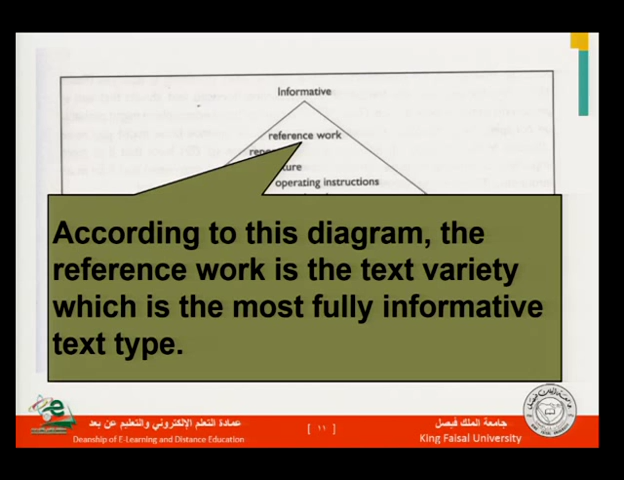 Informative
reference work
operating instructions
According to this diagram, the
reference work is the text variety
which is the most fully informative
text type.
عمادة التعلم الإلكتروني والتعليم عن بعد
Deanship of E-Learning and Distance Education
[ ١١ ]
جامعة الملك فيصل
King Faisal University